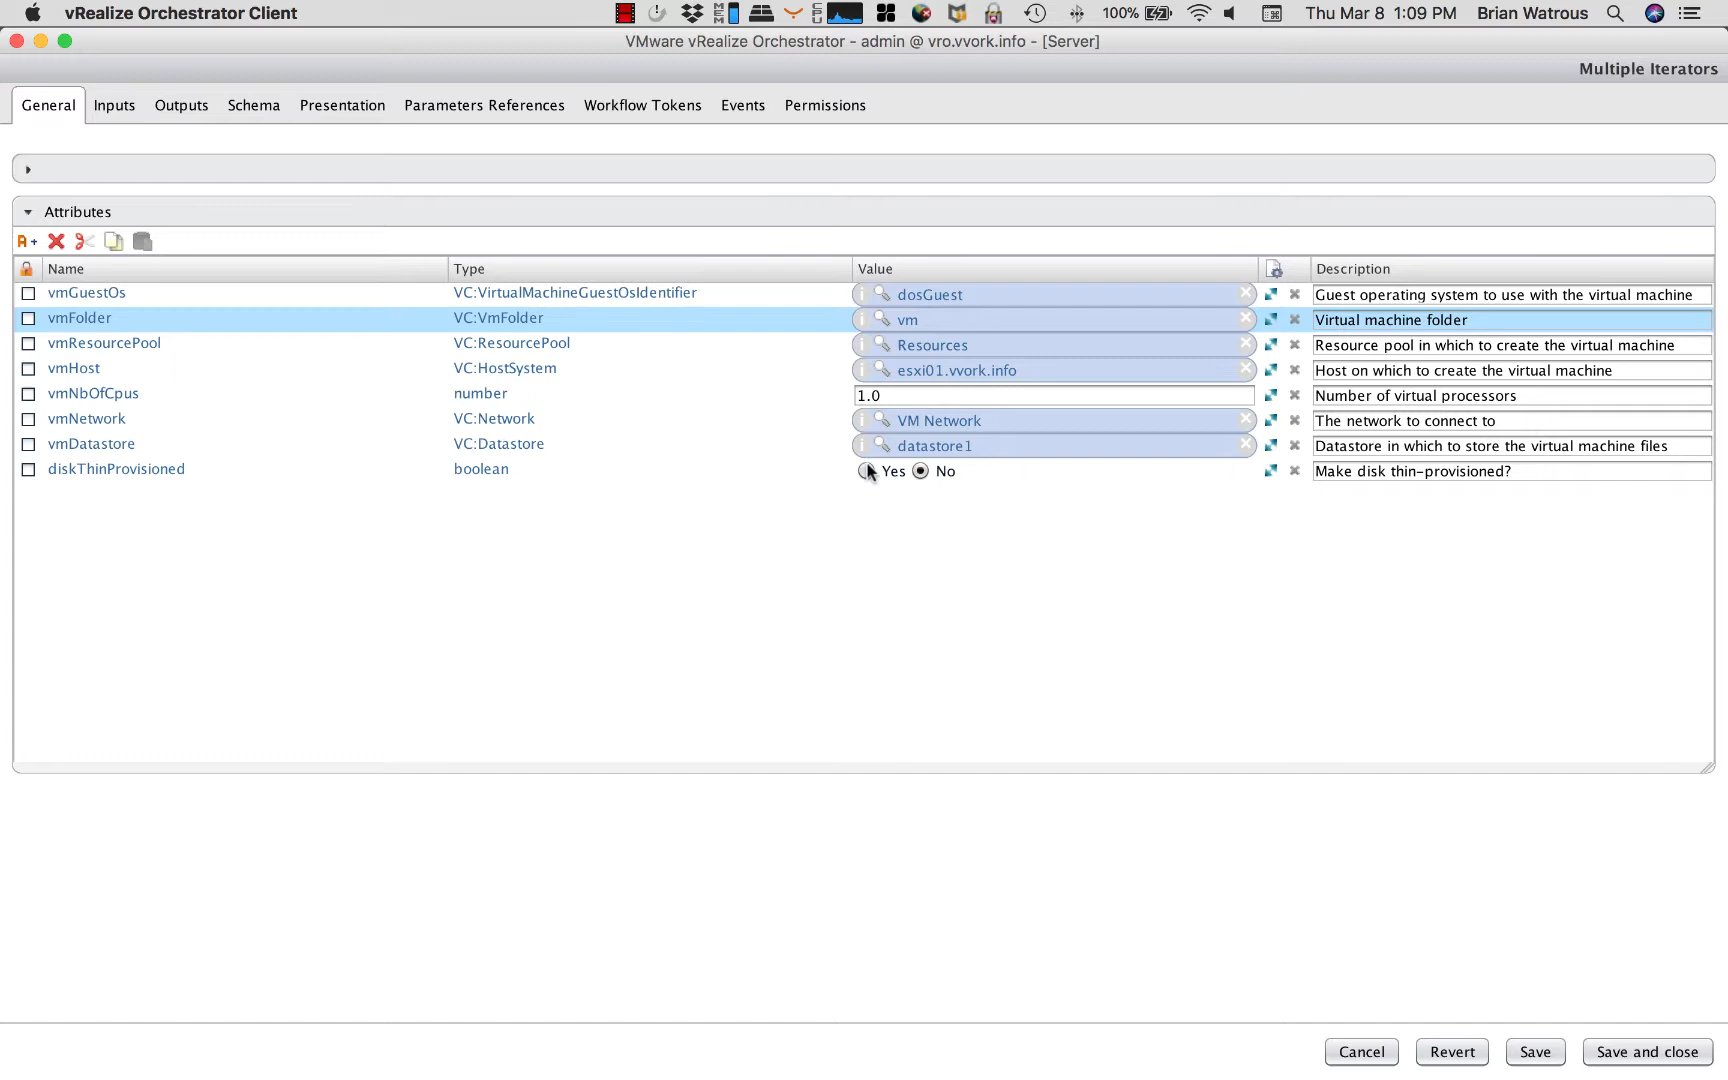 vRealize Orchestrator Client 100% Thu Mar 8 1:09 PM Brian Watrous
VMware vRealize Orchestrator - admin @ vro.vvork.info - [Server]
Multiple Iterators
General Inputs Outputs Schema Presentation Parameters References Workflow Tokens Events Permissions
Attributes
A+
Name Type Value Description
vmGuestOs VC:VirtualMachineGuestOsIdentifier i dosGuest Guest operating system to use with the virtual machine
vmFolder VC:VmFolder i vm Virtual machine folder
vmResourcePool VC:ResourcePool i Resources Resource pool in which to create the virtual machine
vmHost VC:HostSystem i esxi01.vvork.info Host on which to create the virtual machine
vmNbOfCpus number 1.0 Number of virtual processors
vmNetwork VC:Network i VM Network The network to connect to
vmDatastore VC:Datastore i datastore1 Datastore in which to store the virtual machine files
diskThinProvisioned boolean Yes No Make disk thin-provisioned?
Cancel Revert Save Save and close